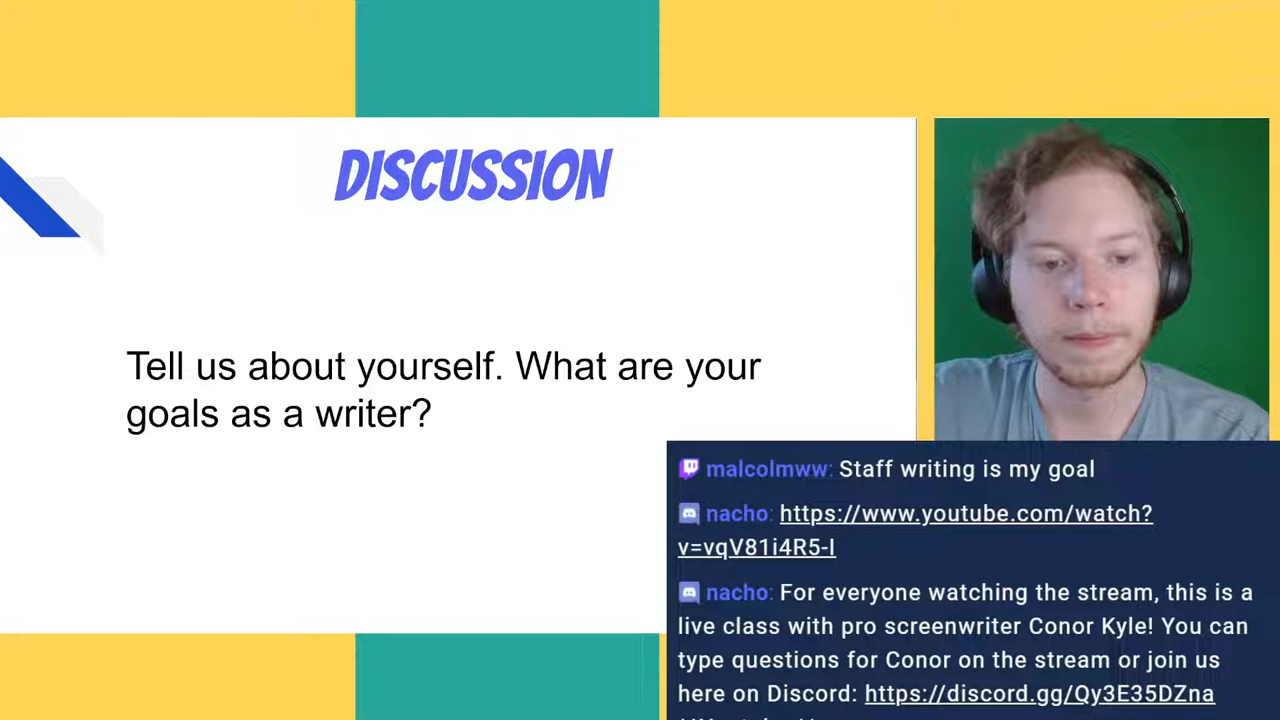 DISCUSSION
Tell us about yourself. What are your
goals as a writer?
malcolmww: Staff writing is my goal
nacho: https://www.youtube.com/watch?
v=vqV81i4R5-I
nacho: For everyone watching the stream, this is a
live class with pro screenwriter Conor Kyle! You can
type questions for Conor on the stream or join us
here on Discord: https://discord.gg/Qy3E35DZna